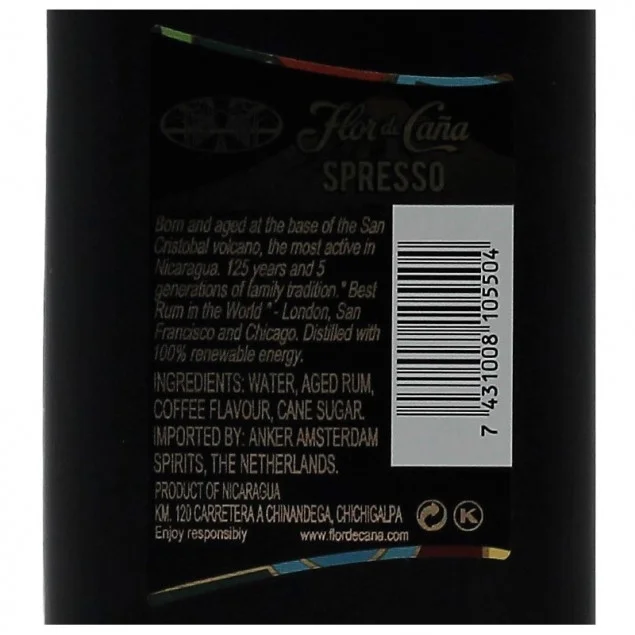 Flor de Caña
SPRESSO
Born and aged at the base of the San
Cristobal volcano, the most active in
Nicaragua. 125 years and 5
generations of family tradition." Best
Rum in the World " - London, San
Francisco and Chicago. Distilled with
100% renewable energy.
INGREDIENTS: WATER, AGED RUM,
COFFEE FLAVOUR, CANE SUGAR.
IMPORTED BY: ANKER AMSTERDAM
SPIRITS, THE NETHERLANDS.
PRODUCT OF NICARAGUA
KM. 120 CARRETERA A CHINANDEGA, CHICHIGALPA
Enjoy responsibly www.flordecana.com
K
7 431008 105504